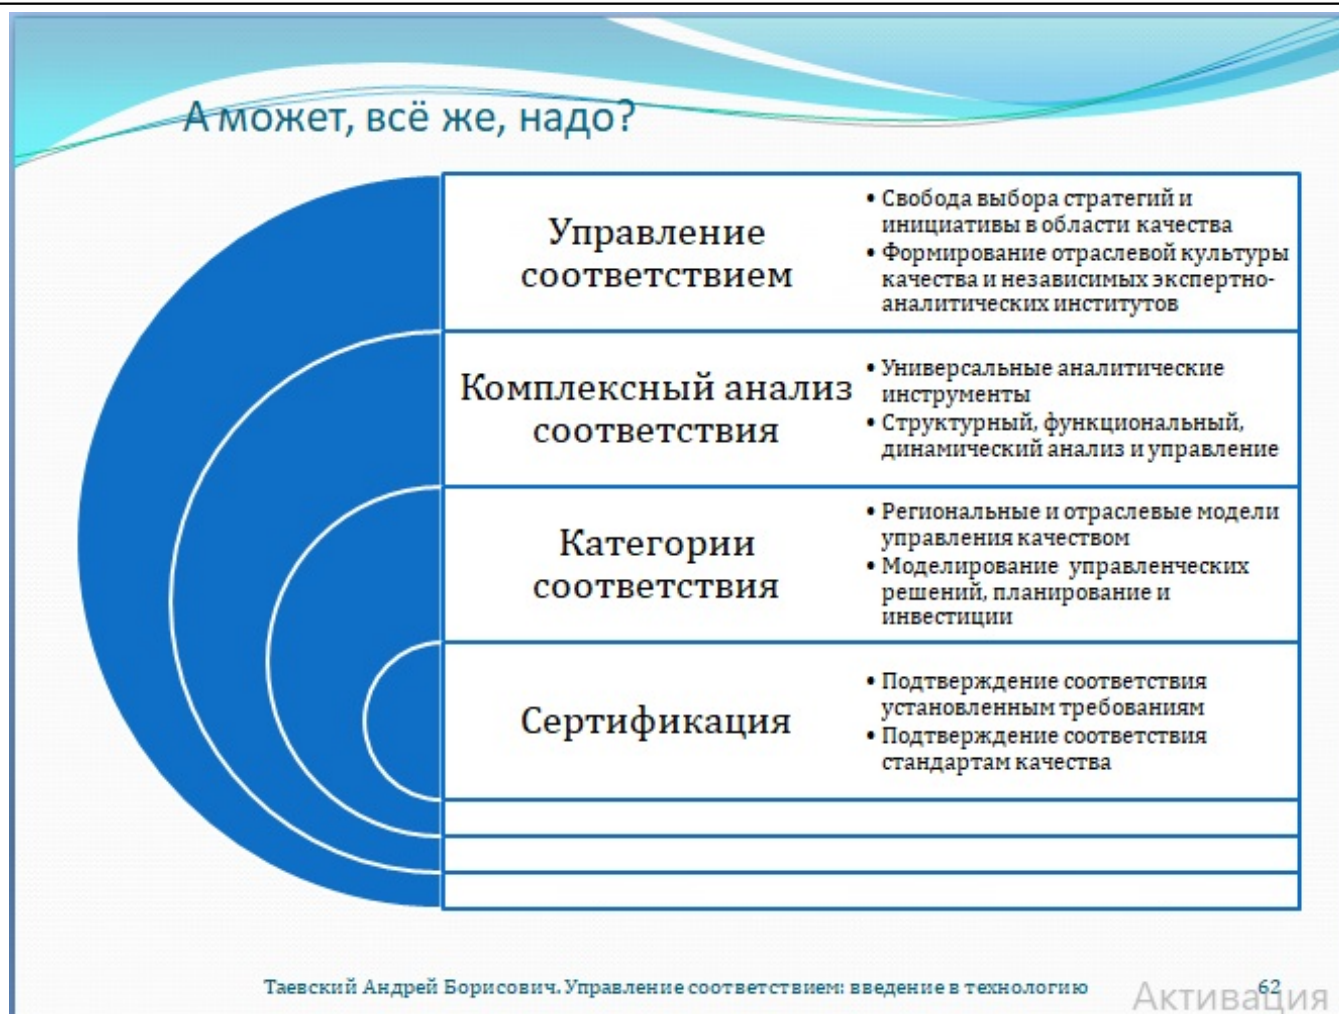 А может, всё же, надо?
Управление
соответствием
• Свобода выбора стратегий и
инициативы в области качества
• Формирование отраслевой культуры
качества и независимых экспертно-
аналитических институтов
Комплексный анализ
соответствия
• Универсальные аналитические
инструменты
• Структурный, функциональный,
динамический анализ и управление
Категории
соответствия
• Региональные и отраслевые модели
управления качеством
• Моделирование управленческих
решений, планирование и
инвестиции
Сертификация
• Подтверждение соответствия
установленным требованиям
• Подтверждение соответствия
стандартам качества
Таевский Андрей Борисович. Управление соответствием: введение в технологию
62
Активация